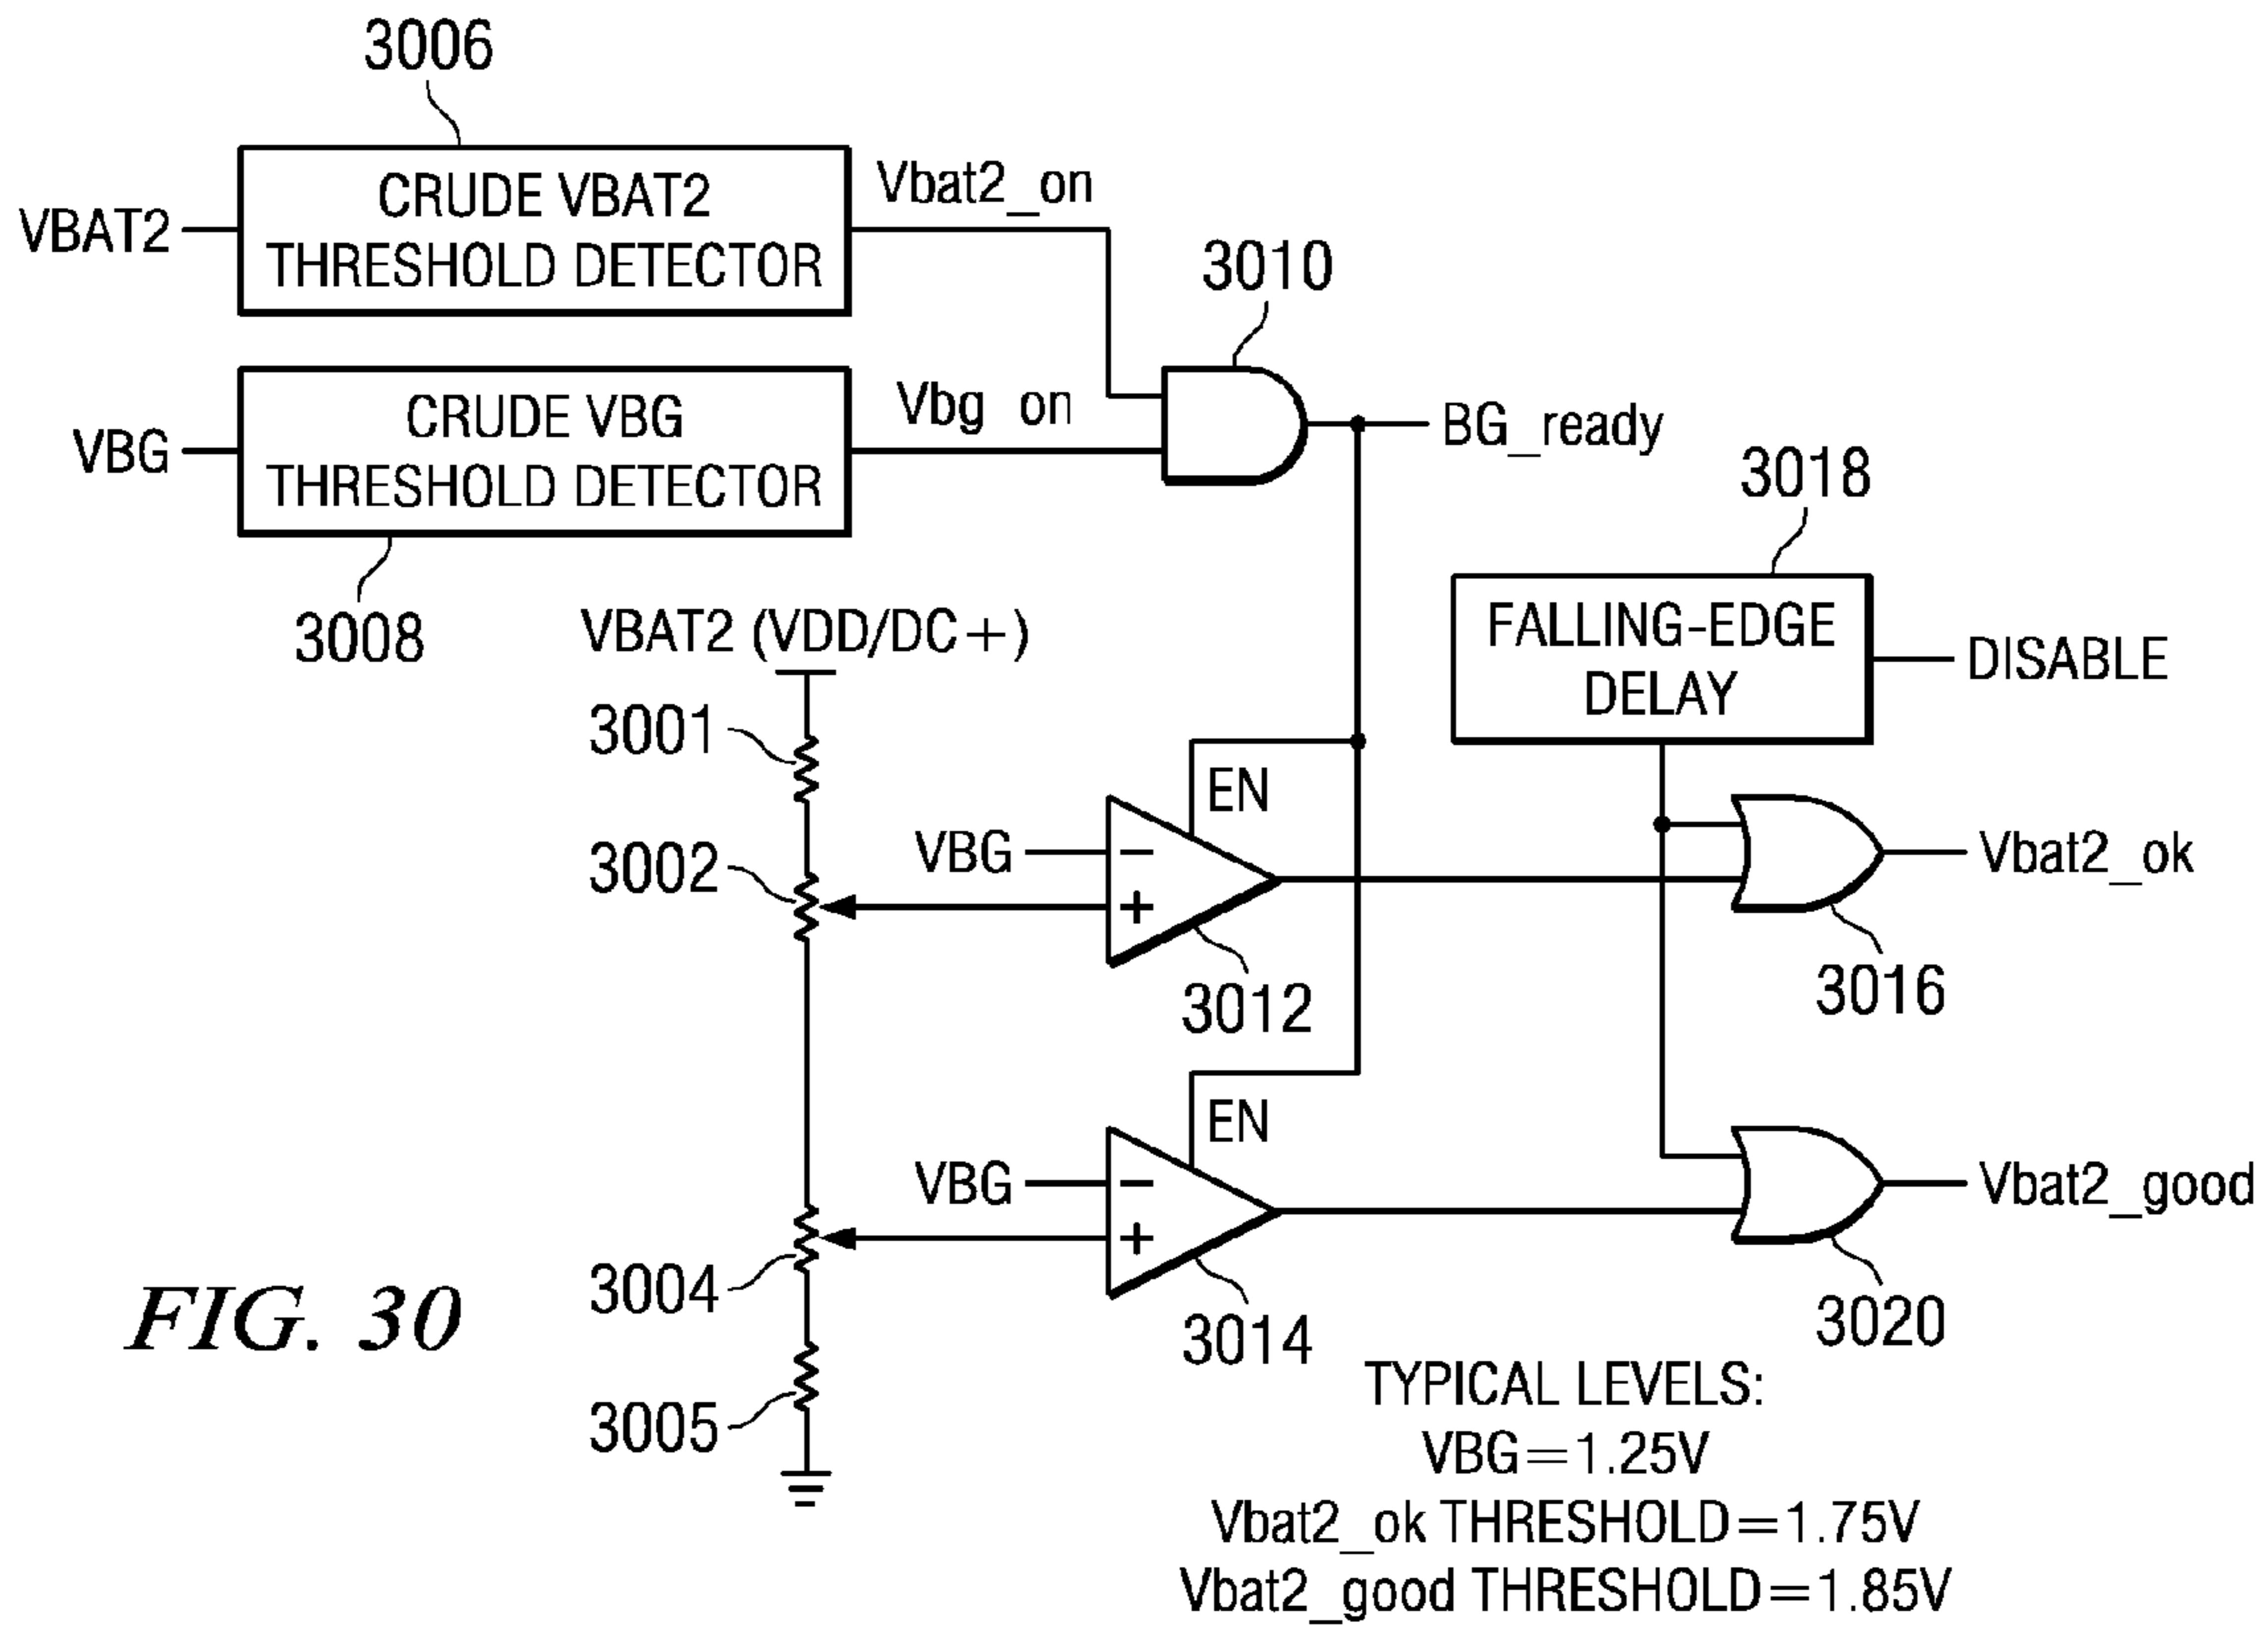 3006
CRUDE VBAT2
THRESHOLD DETECTOR
VBAT2
Vbat2_on
3010
CRUDE VBG
THRESHOLD DETECTOR
VBG
Vbg on
BG_ready
3008
3018
FALLING-EDGE
DELAY
DISABLE
VBAT2 (VDD/DC+)
3001
EN
3002
VBG
−
+
Vbat2_ok
3012
3016
EN
VBG
−
+
Vbat2_good
3004
3014
3020
3005
FIG. 30
TYPICAL LEVELS:
VBG=1.25V
Vbat2_ok THRESHOLD=1.75V
Vbat2_good THRESHOLD=1.85V